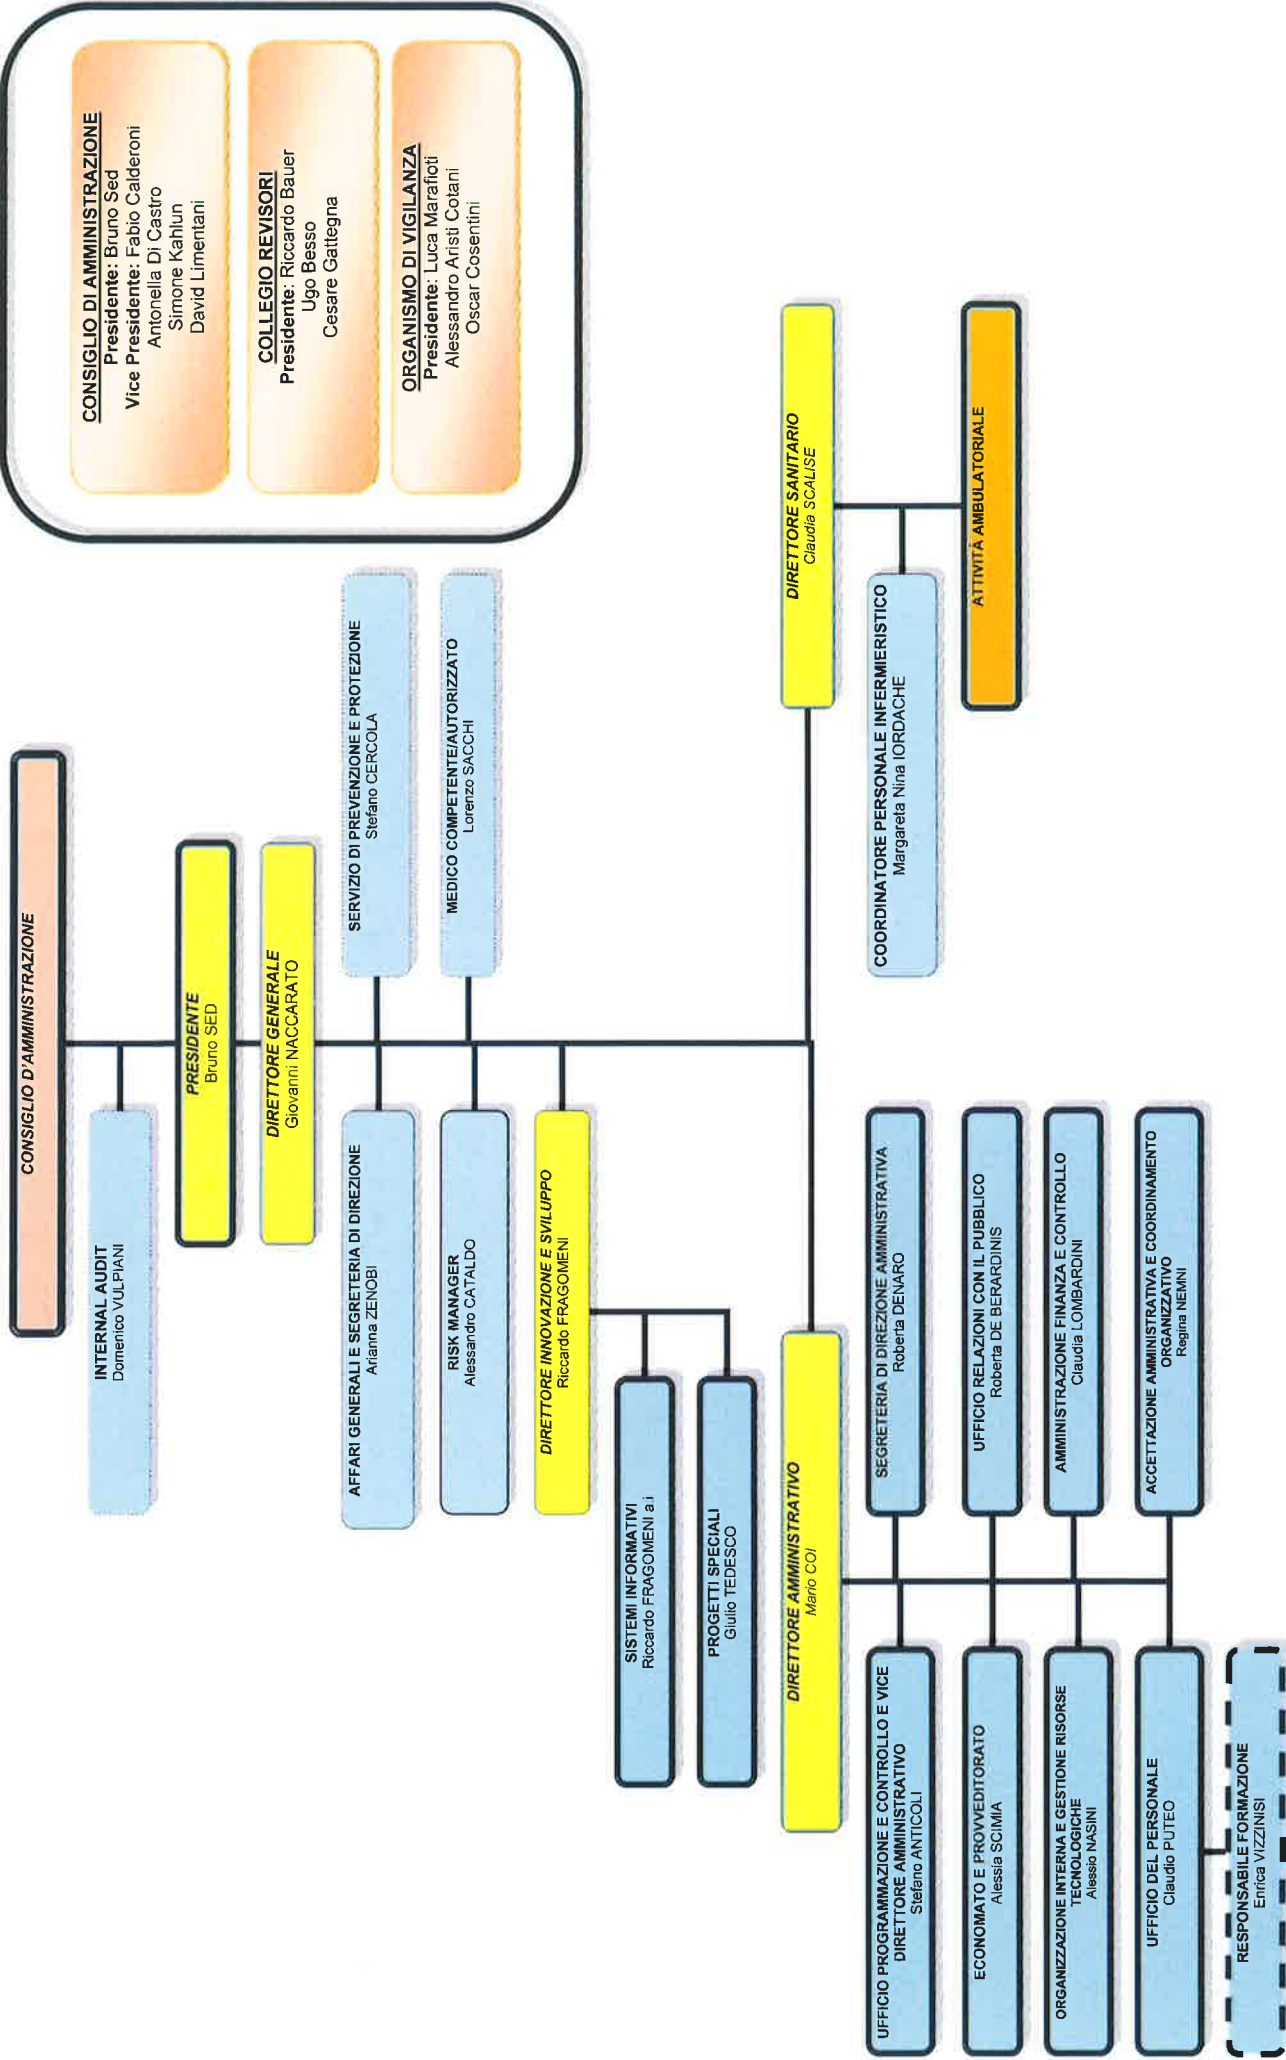 CONSIGLIO D'AMMINISTRAZIONE
CONSIGLIO DI AMMINISTRAZIONE
Presidente: Bruno Sed
Vice Presidente: Fabio Calderoni
Antonella Di Castro
Simone Kahlun
David Limentani
COLLEGIO REVISORI
Presidente: Riccardo Bauer
Ugo Besso
Cesare Gattegna
ORGANISMO DI VIGILANZA
Presidente: Luca Marafioti
Alessandro Aristi Cotani
Oscar Cosentini
INTERNAL AUDIT
Domenico VULPIANI
PRESIDENTE
Bruno SED
DIRETTORE GENERALE
Giovanni NACCARATO
AFFARI GENERALI E SEGRETERIA DI DIREZIONE
Arianna ZENOBI
SERVIZIO DI PREVENZIONE E PROTEZIONE
Stefano CERCOLA
RISK MANAGER
Alessandro CATALDO
MEDICO COMPETENTE/AUTORIZZATO
Lorenzo SACCHI
DIRETTORE INNOVAZIONE E SVILUPPO
Riccardo FRAGOMENI
SISTEMI INFORMATIVI
Riccardo FRAGOMENI a.i
PROGETTI SPECIALI
Giulio TEDESCO
DIRETTORE AMMINISTRATIVO
Mario COI
DIRETTORE SANITARIO
Claudia SCALISE
UFFICIO PROGRAMMAZIONE E CONTROLLO E VICE
DIRETTORE AMMINISTRATIVO
Stefano ANTICOLI
SEGRETERIA DI DIREZIONE AMMINISTRATIVA
Roberta DENARO
COORDINATORE PERSONALE INFERMIERISTICO
Margareta Nina IORDACHE
ECONOMATO E PROVVEDITORATO
Alessia SCIMIA
UFFICIO RELAZIONI CON IL PUBBLICO
Roberta DE BERARDINIS
ATTIVITÀ AMBULATORIALE
ORGANIZZAZIONE INTERNA E GESTIONE RISORSE
TECNOLOGICHE
Alessio NASINI
AMMINISTRAZIONE FINANZA E CONTROLLO
Claudia LOMBARDINI
UFFICIO DEL PERSONALE
Claudio PUTEO
ACCETTAZIONE AMMINISTRATIVA E COORDINAMENTO
ORGANIZZATIVO
Regina NEMNI
RESPONSABILE FORMAZIONE
Enrica VIZZINISI